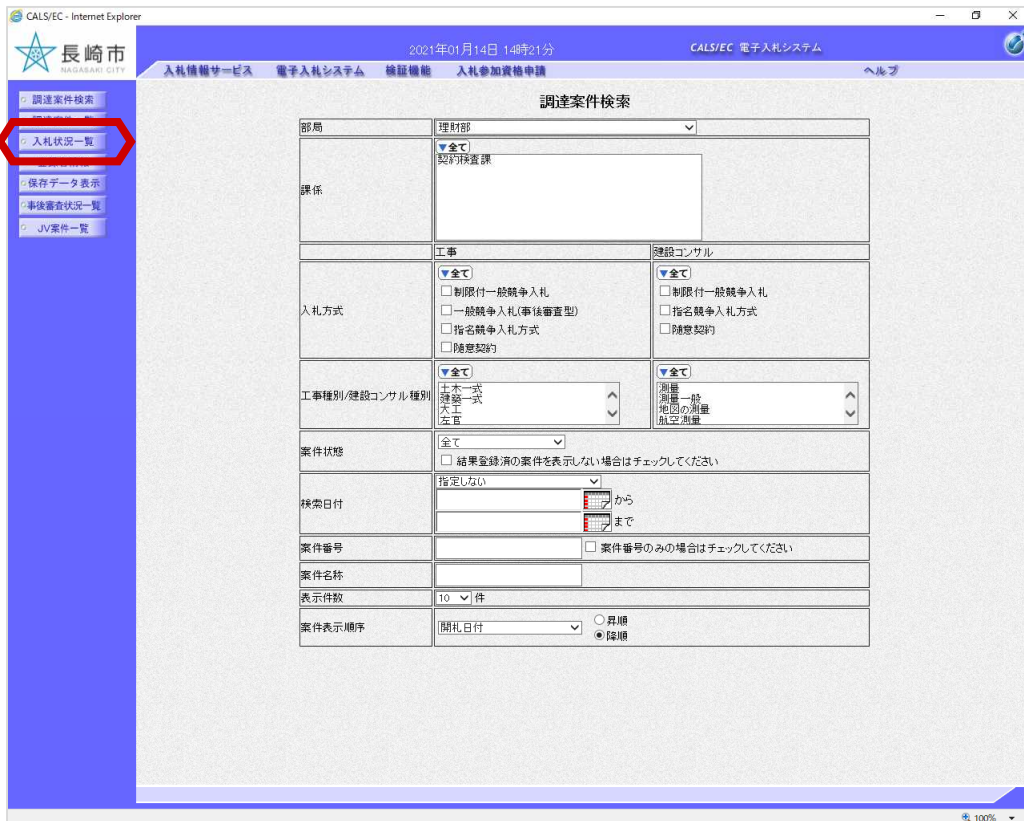 CALS/EC - Internet Explorer
長崎市
NAGASAKI CITY
2021年01月14日 14時21分
CALS/EC 電子入札システム
入札情報サービス 電子入札システム 検証機能 入札参加資格申請 ヘルプ
調達案件検索
入札状況一覧
保存データ表示
事後審査状況一覧
JV案件一覧
調達案件検索
部局 理財部
課係
▼全て
契約検査課
工事 建設コンサル
入札方式
▼全て
制限付一般競争入札
一般競争入札(事後審査型)
指名競争入札方式
随意契約
▼全て
制限付一般競争入札
指名競争入札方式
随意契約
工事種別/建設コンサル種別
▼全て
土木一式
建築一式
大工
左官
▼全て
測量
測量一般
地図の測量
航空測量
案件状態
全て
結果登録済の案件を表示しない場合はチェックしてください
検索日付
指定しない
から
まで
案件番号 案件番号のみの場合はチェックしてください
案件名称
表示件数 10 件
案件表示順序 開札日付
昇順
降順
100%